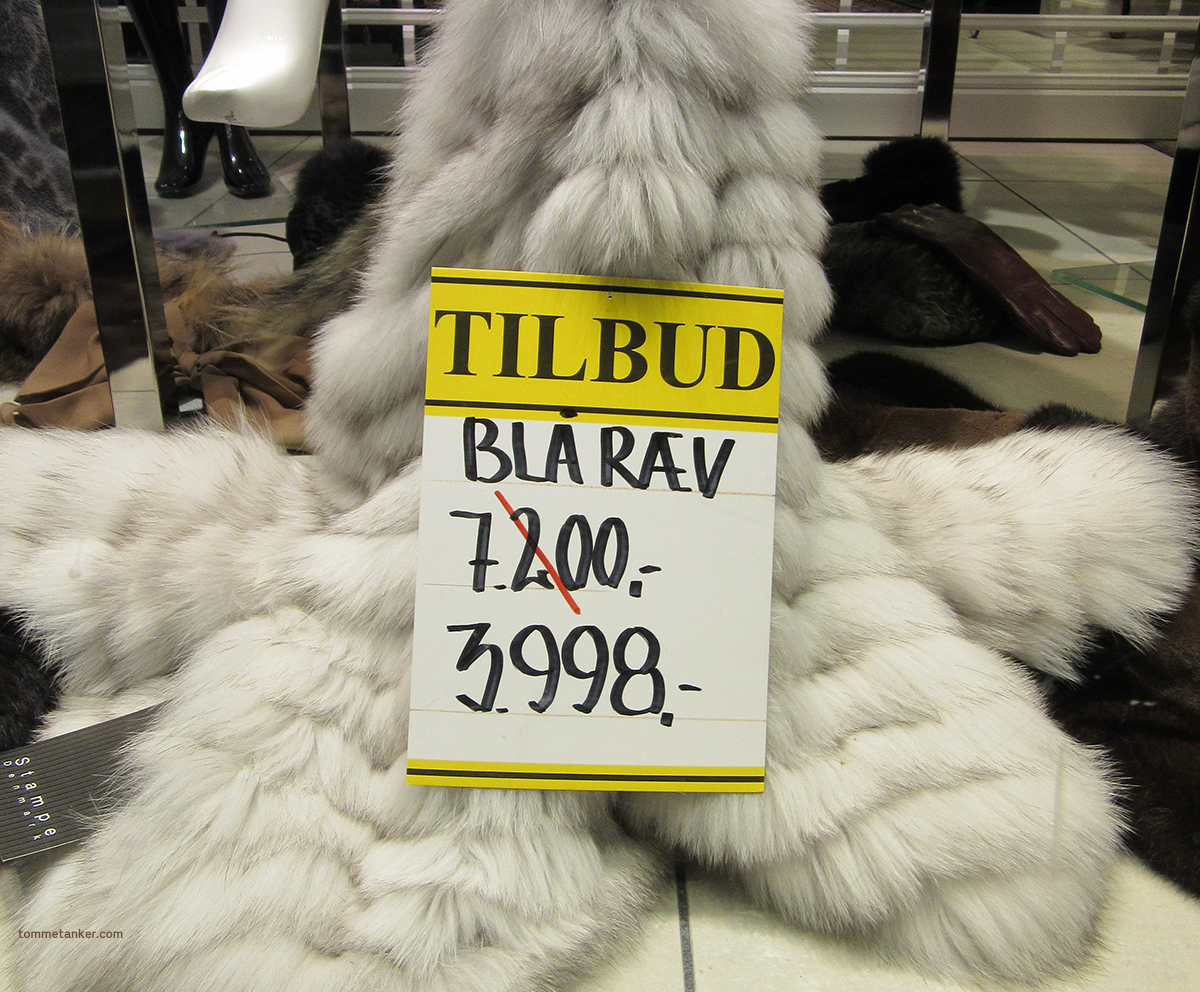 TILBUD
BLÅ RÆV
7.200.-
3.998.-
Stampe
Denmark
tommetanker.com